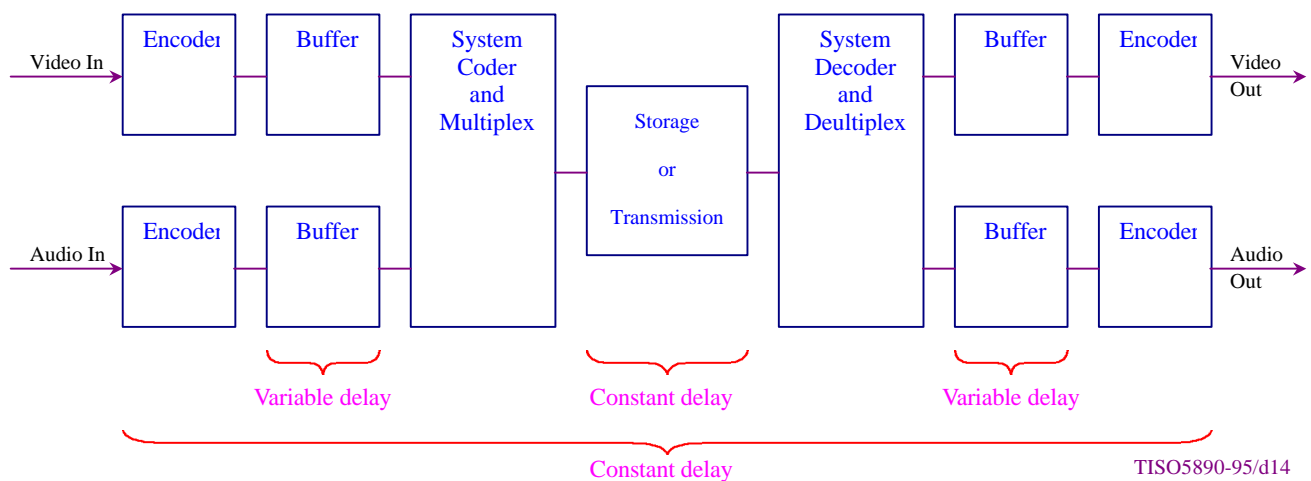 Encoder
Buffer
System
Coder
and
Multiplex
System
Decoder
and
Deultiplex
Buffer
Encoder
Video In
Video
Out
Storage
or
Transmission
Encoder
Buffer
Buffer
Encoder
Audio In
Audio
Out
Variable delay
Constant delay
Variable delay
Constant delay
TISO5890-95/d14